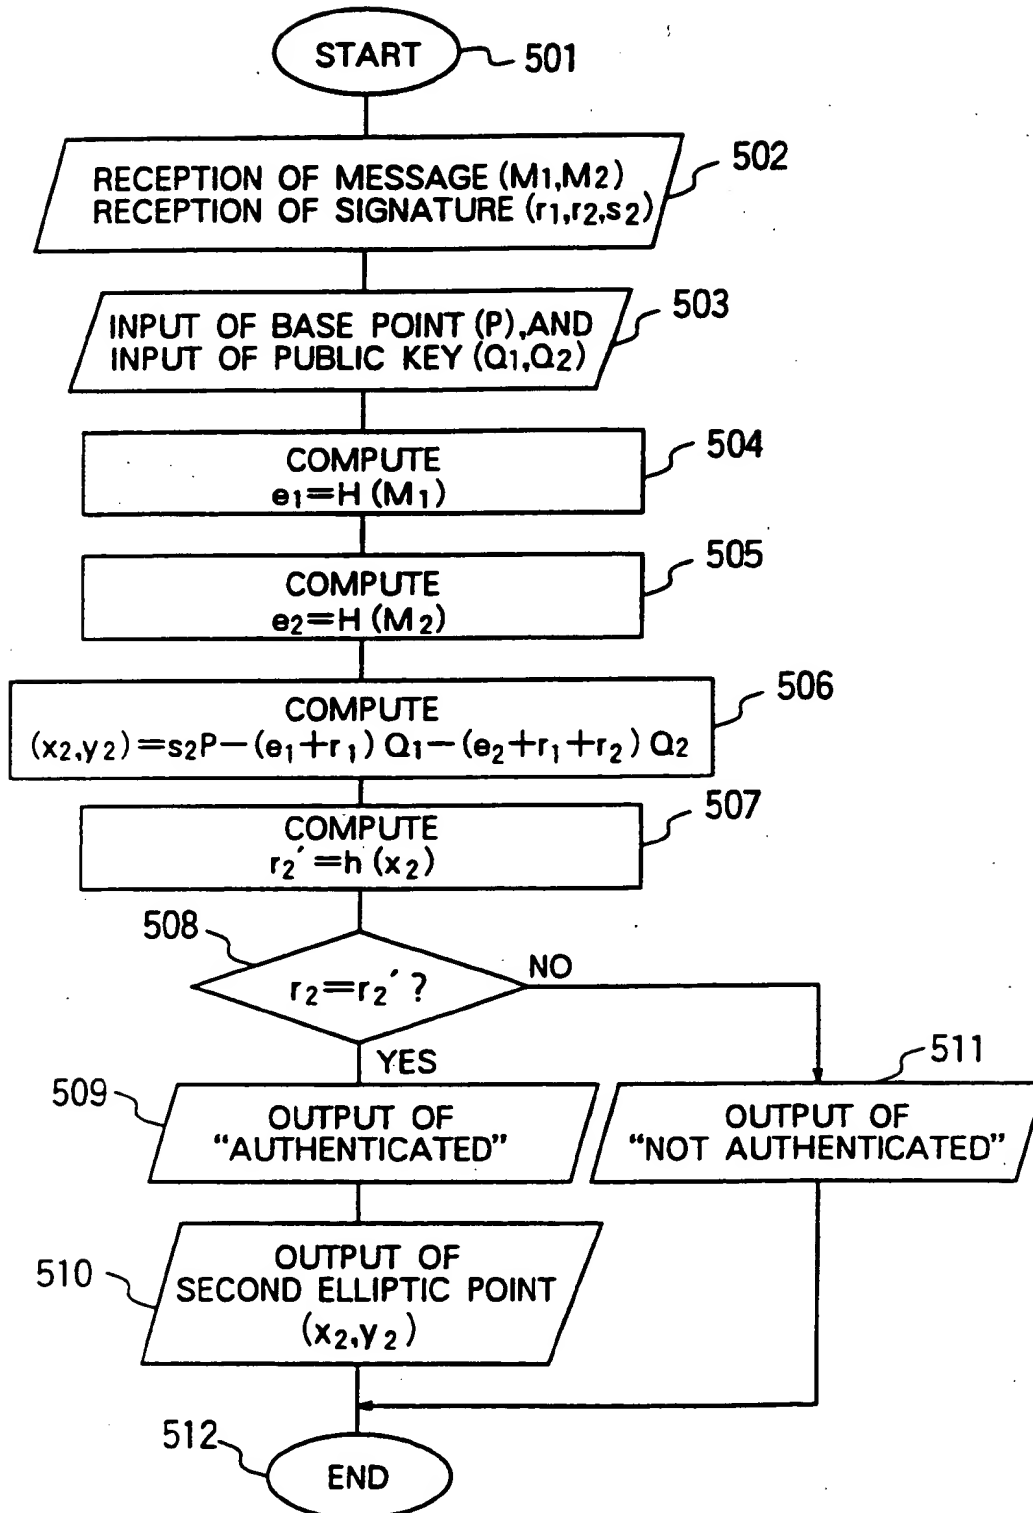 START
501
RECEPTION OF MESSAGE (M1,M2)
RECEPTION OF SIGNATURE (r1,r2,s2)
502
INPUT OF BASE POINT (P),AND
INPUT OF PUBLIC KEY (Q1,Q2)
503
COMPUTE
e1=H (M1)
504
COMPUTE
e2=H (M2)
505
COMPUTE
(x2,y2)=s2P-(e1+r1) Q1-(e2+r1+r2) Q2
506
COMPUTE
r2′=h (x2)
507
508
r2=r2′ ?
NO
YES
509
OUTPUT OF
“AUTHENTICATED”
511
OUTPUT OF
“NOT AUTHENTICATED”
510
OUTPUT OF
SECOND ELLIPTIC POINT
(x2,y2)
512
END